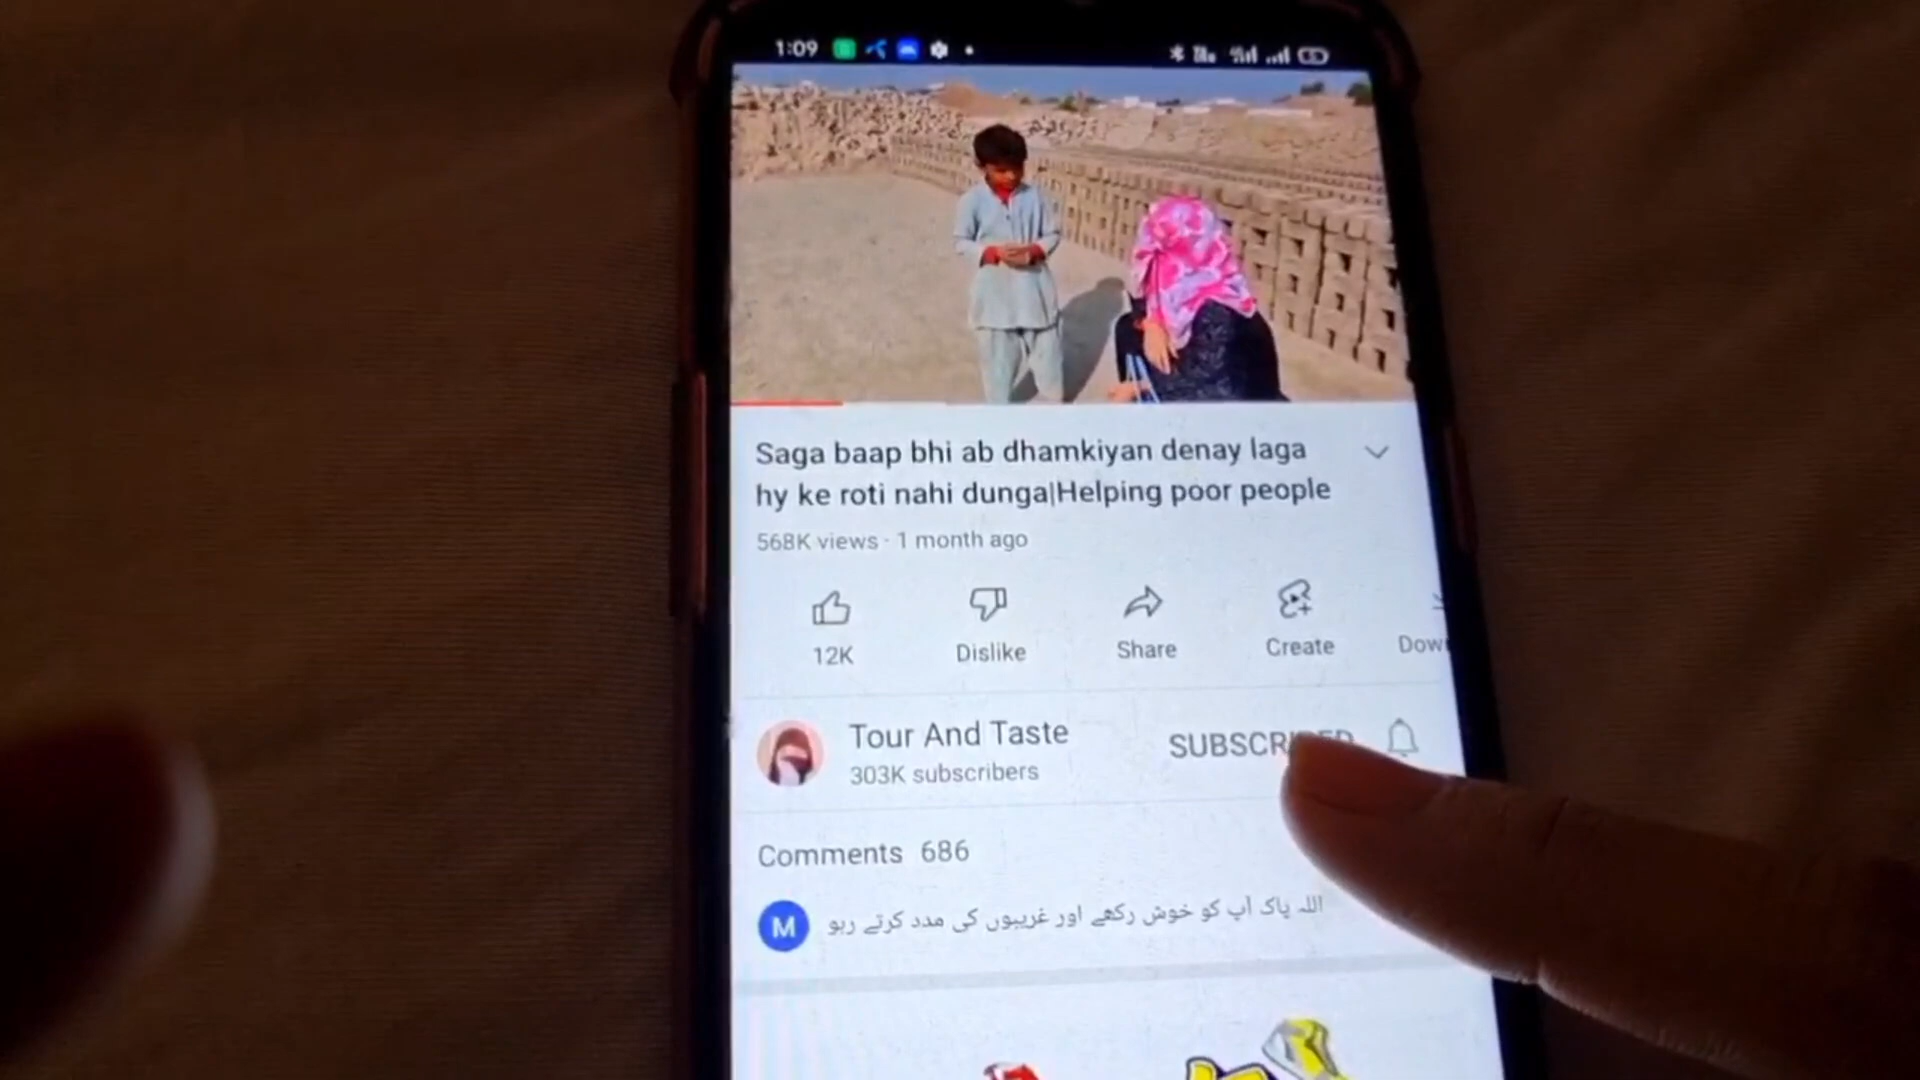 1:09
Saga baap bhi ab dhamkiyan denay laga
hy ke roti nahi dunga|Helping poor people
568K views · 1 month ago
12K
Dislike
Share
Create
Down
Tour And Taste
303K subscribers
SUBSCRIBED
Comments 686
M
اللہ پاک آپ کو خوش رکھے اور غریبوں کی مدد کرتے رہو